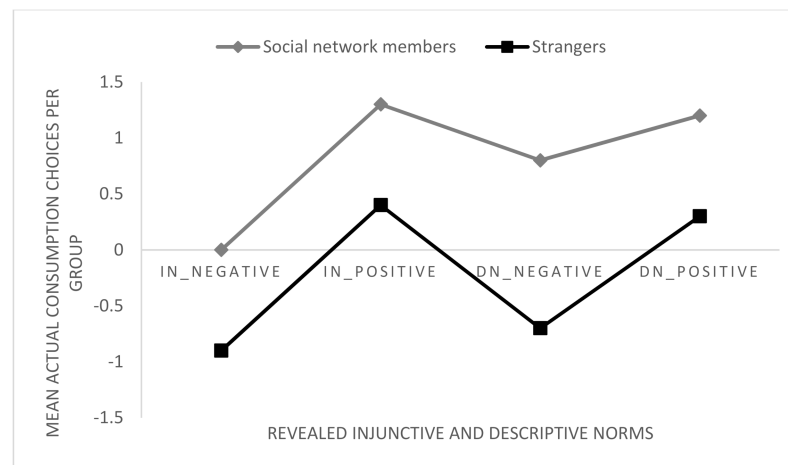 Social network members Strangers
MEAN ACTUAL CONSUMPTION CHOICES PER
GROUP
1.5
1
0.5
0
-0.5
-1
-1.5
IN_NEGATIVE IN_POSITIVE DN_NEGATIVE DN_POSITIVE
REVEALED INJUNCTIVE AND DESCRIPTIVE NORMS